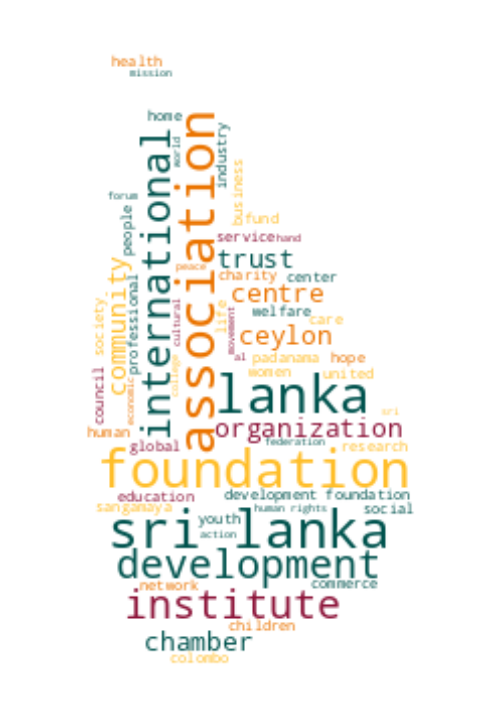 health
mission
home
association
international
world
industry
business
forum
people
fund
service
hand
trust
peace
community
professional
charity
center
centre
society
cultural
life
welfare
care
movement
ceylon
al
padanama
hope
college
economic
council
women
united
lanka
sri
human
organization
global
federation
research
foundation
education
development foundation
sangamaya
human rights
social
youth
sri lanka
action
development
network
commerce
institute
children
chamber
colombo